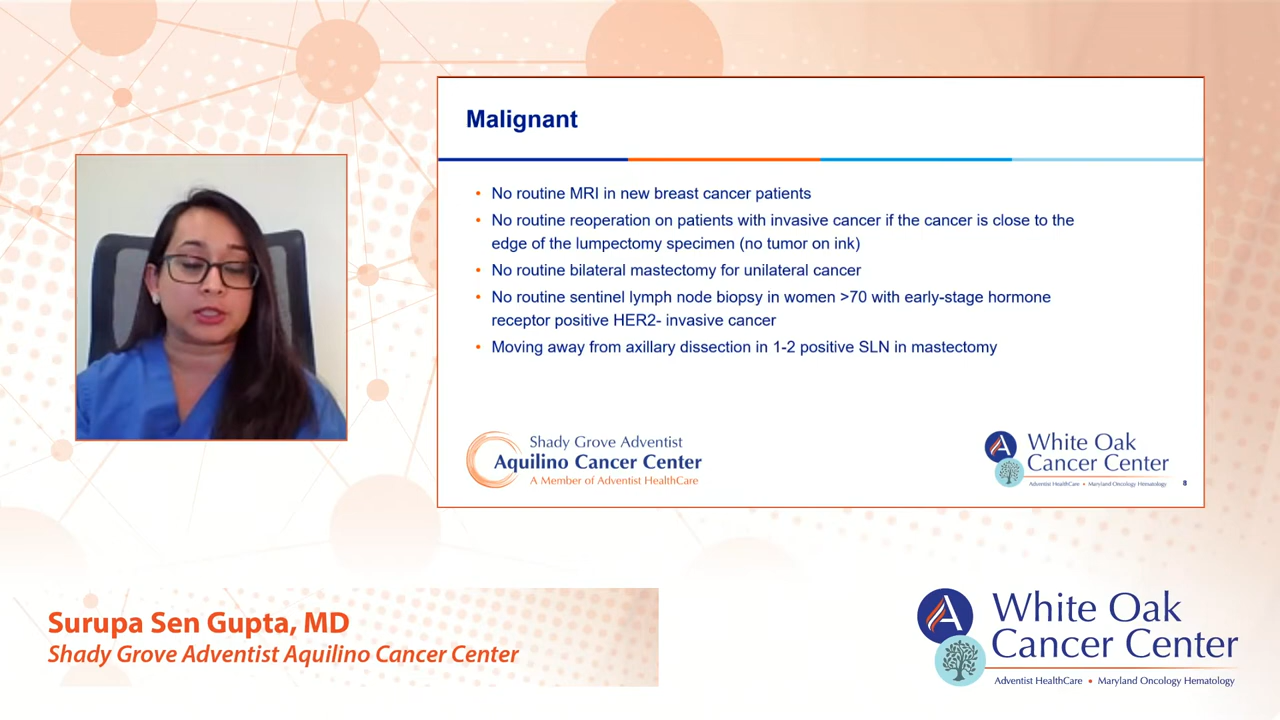 Malignant
• No routine MRI in new breast cancer patients
• No routine reoperation on patients with invasive cancer if the cancer is close to the
edge of the lumpectomy specimen (no tumor on ink)
• No routine bilateral mastectomy for unilateral cancer
• No routine sentinel lymph node biopsy in women >70 with early-stage hormone
receptor positive HER2- invasive cancer
• Moving away from axillary dissection in 1-2 positive SLN in mastectomy
Shady Grove Adventist
Aquilino Cancer Center
A Member of Adventist HealthCare
A
White Oak
Cancer Center
Adventist HealthCare • Maryland Oncology Hematology
8
Surupa Sen Gupta, MD
Shady Grove Adventist Aquilino Cancer Center
A
White Oak
Cancer Center
Adventist HealthCare • Maryland Oncology Hematology